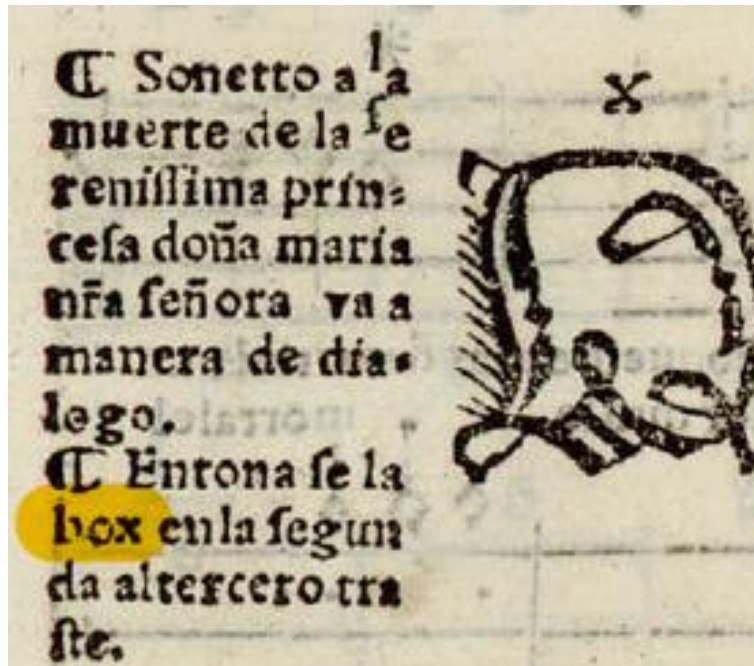 ¶ Sonetto a la
muerte de la se
renissima prin-
cesa doña maria
nr̃a señora va a
manera de dia-
logo.
¶ Entona se la
box en la segun
da al tercero tra
ste.